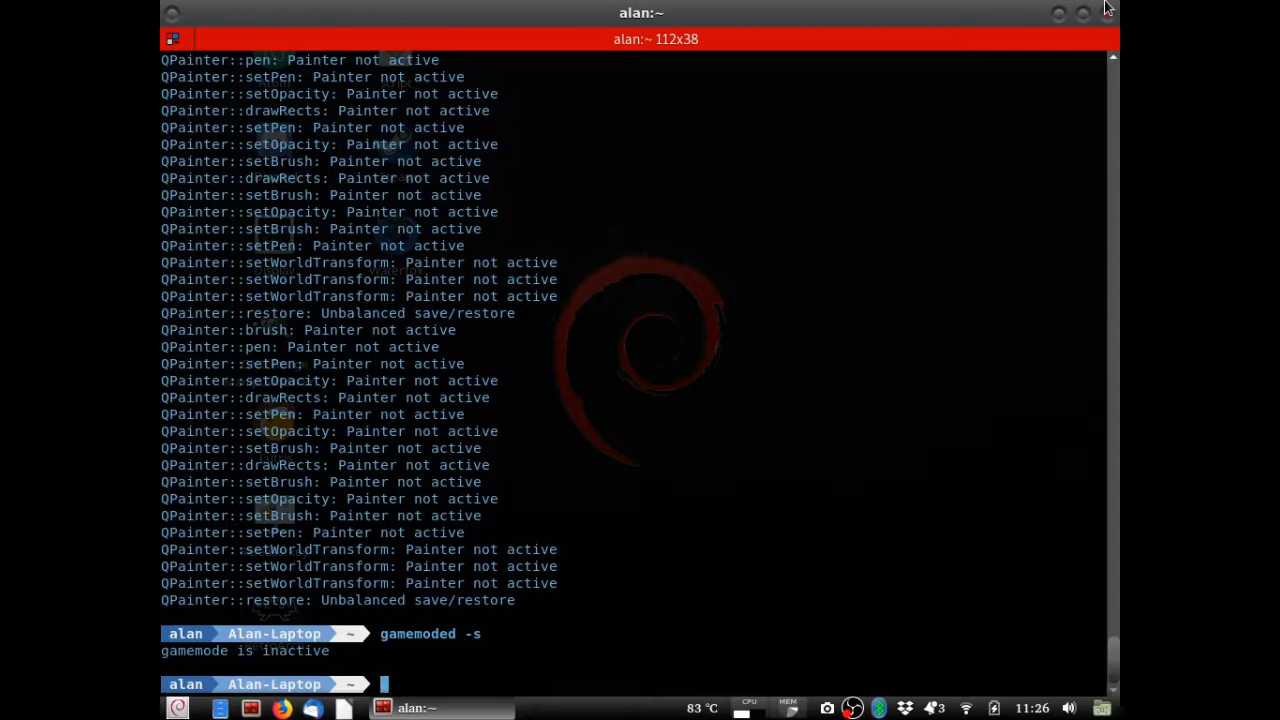 alan:~
alan:~ 112x38
QPainter::pen: Painter not active
QPainter::setPen: Painter not active
QPainter::setOpacity: Painter not active
QPainter::drawRects: Painter not active
QPainter::setPen: Painter not active
QPainter::setOpacity: Painter not active
QPainter::setBrush: Painter not active
QPainter::drawRects: Painter not active
QPainter::setBrush: Painter not active
QPainter::setOpacity: Painter not active
QPainter::setBrush: Painter not active
QPainter::setPen: Painter not active
QPainter::setWorldTransform: Painter not active
QPainter::setWorldTransform: Painter not active
QPainter::setWorldTransform: Painter not active
QPainter::restore: Unbalanced save/restore
QPainter::brush: Painter not active
QPainter::pen: Painter not active
QPainter::setPen: Painter not active
QPainter::setOpacity: Painter not active
QPainter::drawRects: Painter not active
QPainter::setPen: Painter not active
QPainter::setOpacity: Painter not active
QPainter::setBrush: Painter not active
QPainter::drawRects: Painter not active
QPainter::setBrush: Painter not active
QPainter::setOpacity: Painter not active
QPainter::setBrush: Painter not active
QPainter::setPen: Painter not active
QPainter::setWorldTransform: Painter not active
QPainter::setWorldTransform: Painter not active
QPainter::setWorldTransform: Painter not active
QPainter::restore: Unbalanced save/restore
alan Alan-Laptop ~ gamemoded -s
gamemode is inactive
alan Alan-Laptop ~
alan:~ 83 °C CPU MEM 3 11:26